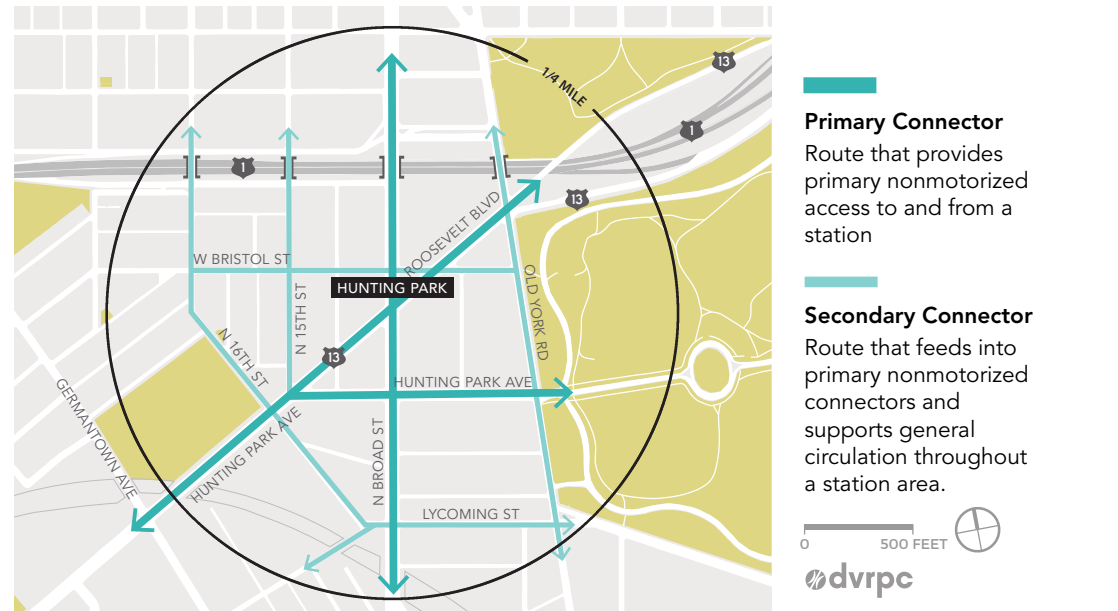 13
1/4 MILE
1
1
13
ROOSEVELT BLVD
W BRISTOL ST
HUNTING PARK
OLD YORK RD
N 15TH ST
N 16TH ST
13
HUNTING PARK AVE
GERMANTOWN AVE
HUNTING PARK AVE
N BROAD ST
LYCOMING ST
Primary Connector
Route that provides
primary nonmotorized
access to and from a
station
Secondary Connector
Route that feeds into
primary nonmotorized
connectors and
supports general
circulation throughout
a station area.
0 500 FEET
dvrpc